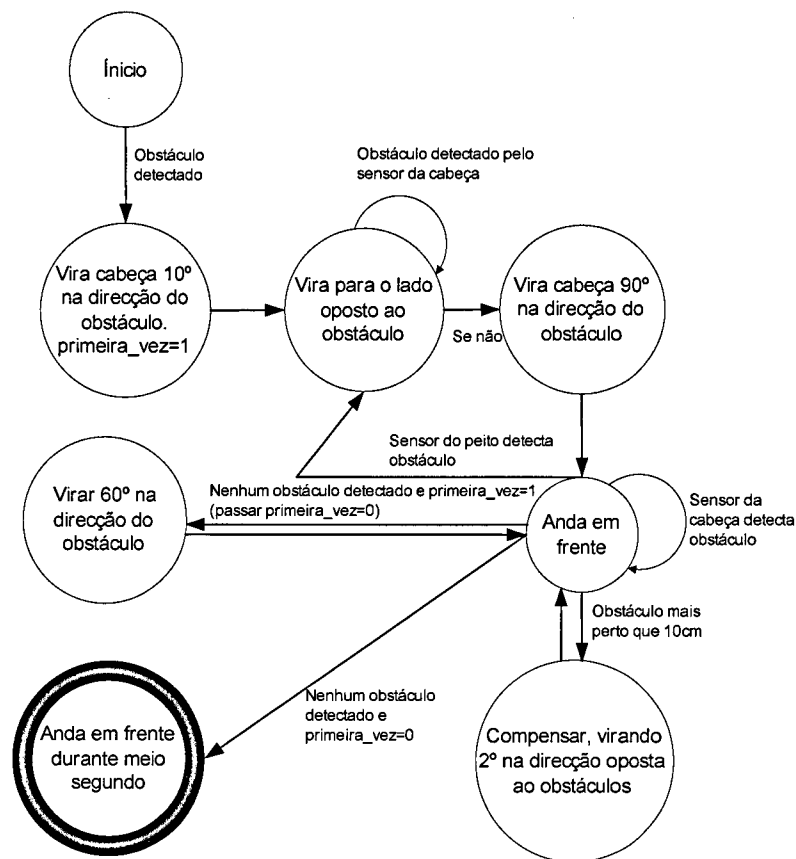 Ínicio
Obstáculo
detectado
Obstáculo detectado pelo
sensor da cabeça
Vira cabeça 10º
na direcção do
obstáculo.
primeira_vez=1
Vira para o lado
oposto ao
obstáculo
Se não
Vira cabeça 90º
na direcção do
obstáculo
Sensor do peito detecta
obstáculo
Virar 60º na
direcção do
obstáculo
Nenhum obstáculo detectado e primeira_vez=1
(passar primeira_vez=0)
Anda em
frente
Sensor da
cabeça detecta
obstáculo
Obstáculo mais
perto que 10cm
Nenhum obstáculo
detectado e
primeira_vez=0
Anda em frente
durante meio
segundo
Compensar, virando
2º na direcção oposta
ao obstáculos